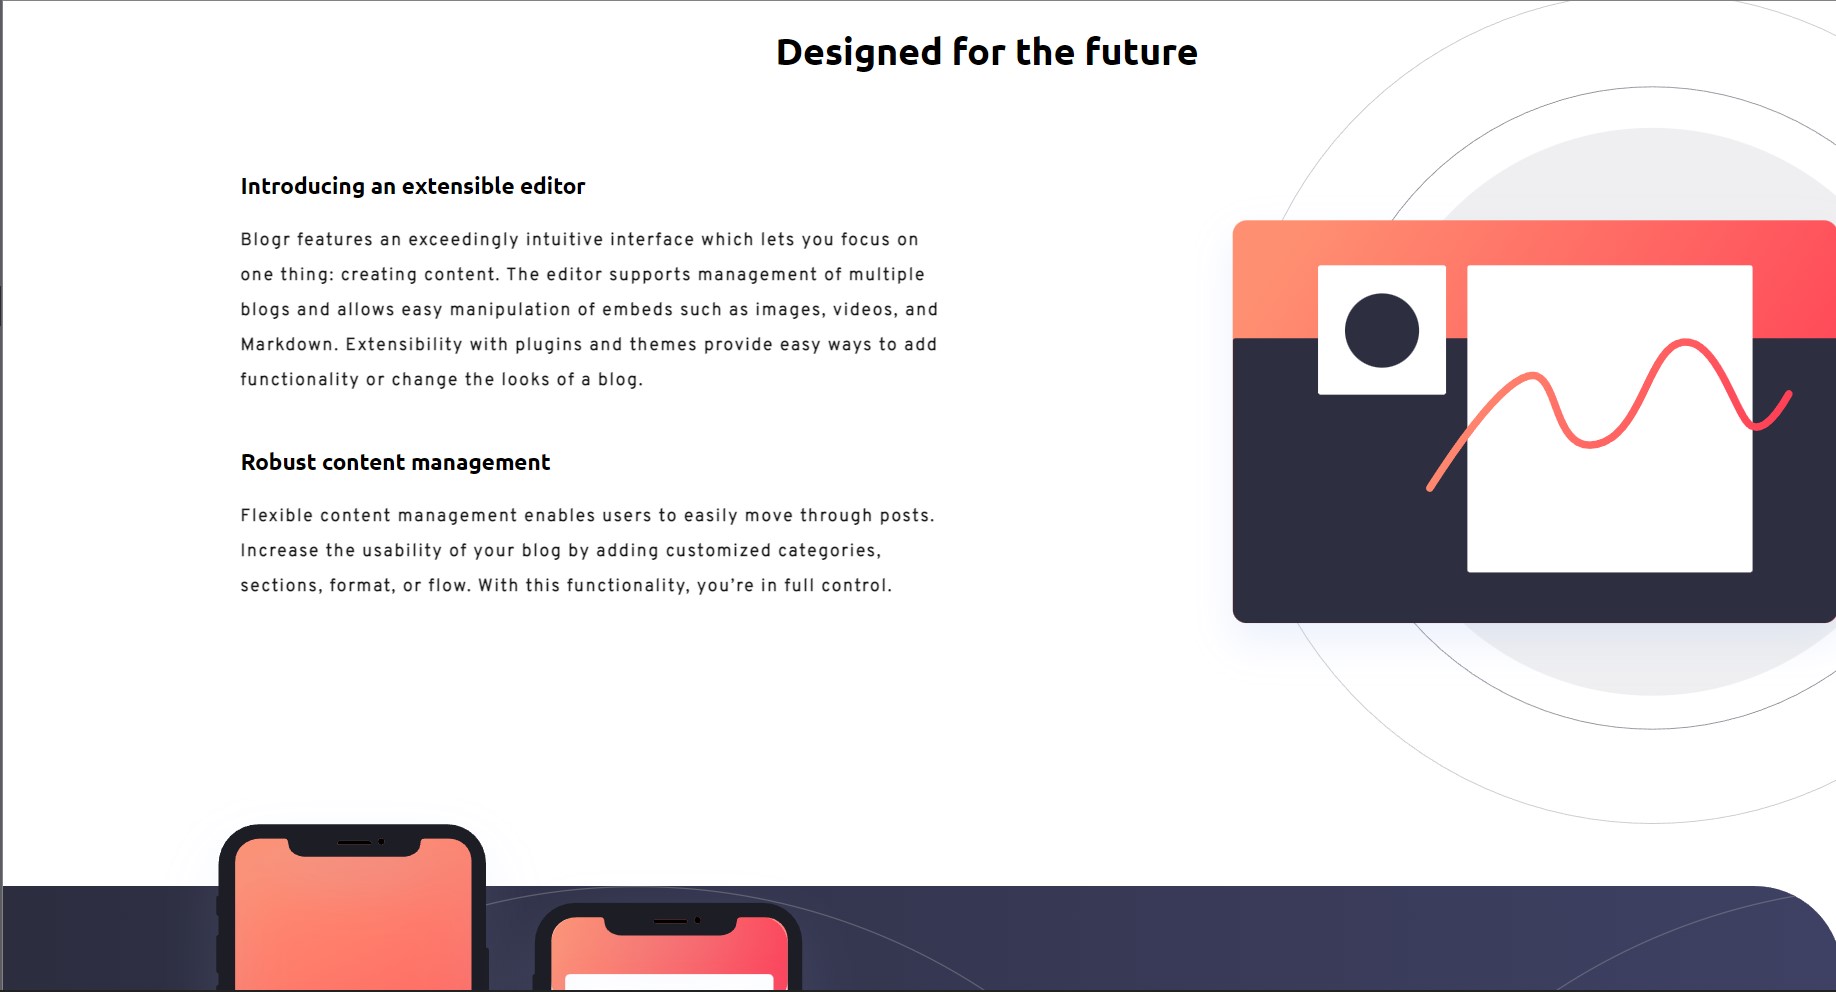 Designed for the future
Introducing an extensible editor
Blogr features an exceedingly intuitive interface which lets you focus on
one thing: creating content. The editor supports management of multiple
blogs and allows easy manipulation of embeds such as images, videos, and
Markdown. Extensibility with plugins and themes provide easy ways to add
functionality or change the looks of a blog.
Robust content management
Flexible content management enables users to easily move through posts.
Increase the usability of your blog by adding customized categories,
sections, format, or flow. With this functionality, you’re in full control.